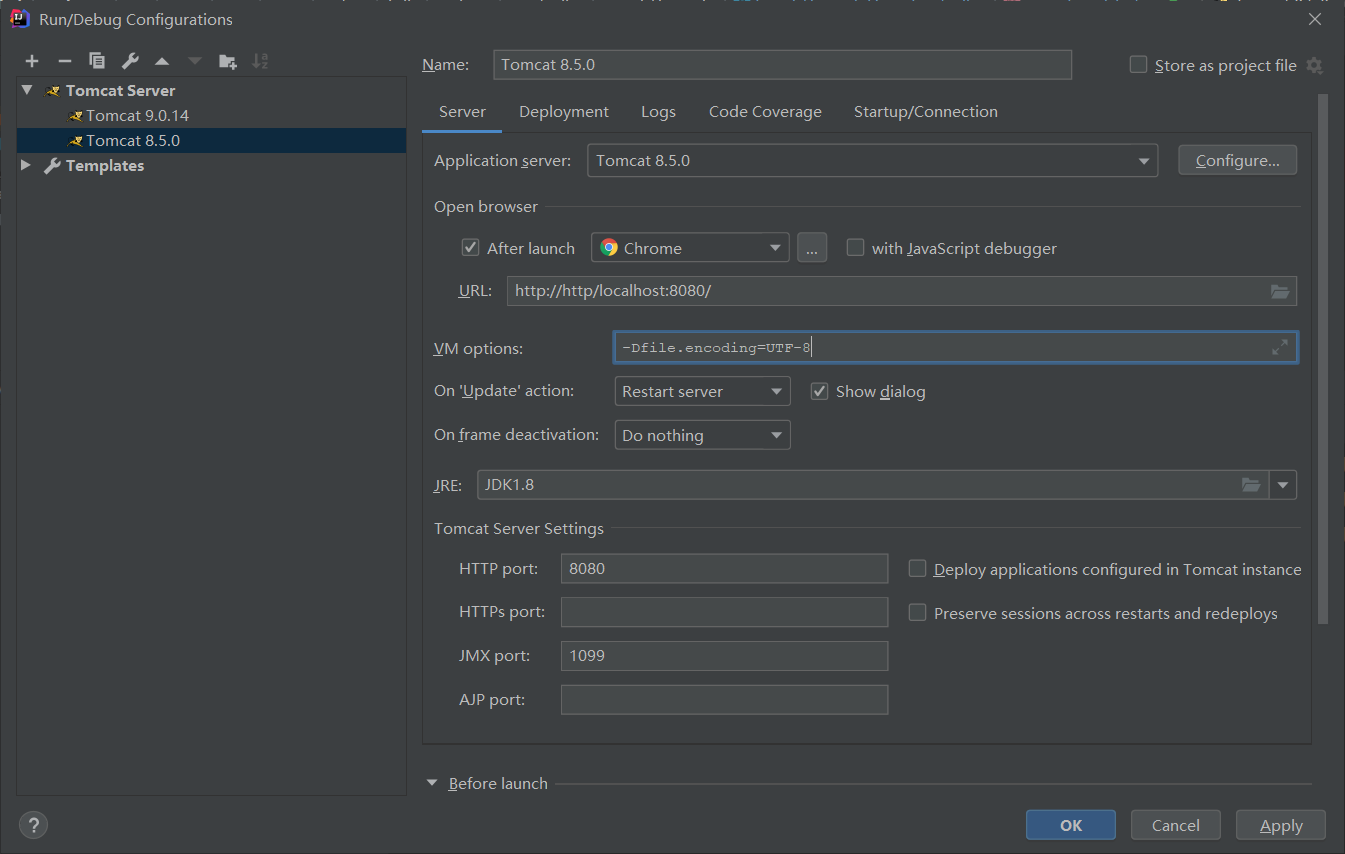 Run/Debug Configurations
Name: Tomcat 8.5.0 Store as project file
Tomcat Server
Tomcat 9.0.14
Tomcat 8.5.0
Templates
Server Deployment Logs Code Coverage Startup/Connection
Application server: Tomcat 8.5.0 Configure...
Open browser
After launch Chrome ... with JavaScript debugger
URL: http://http/localhost:8080/
VM options: -Dfile.encoding=UTF-8
On 'Update' action: Restart server Show dialog
On frame deactivation: Do nothing
JRE: JDK1.8
Tomcat Server Settings
HTTP port: 8080 Deploy applications configured in Tomcat instance
HTTPs port: Preserve sessions across restarts and redeploys
JMX port: 1099
AJP port:
Before launch
? OK Cancel Apply